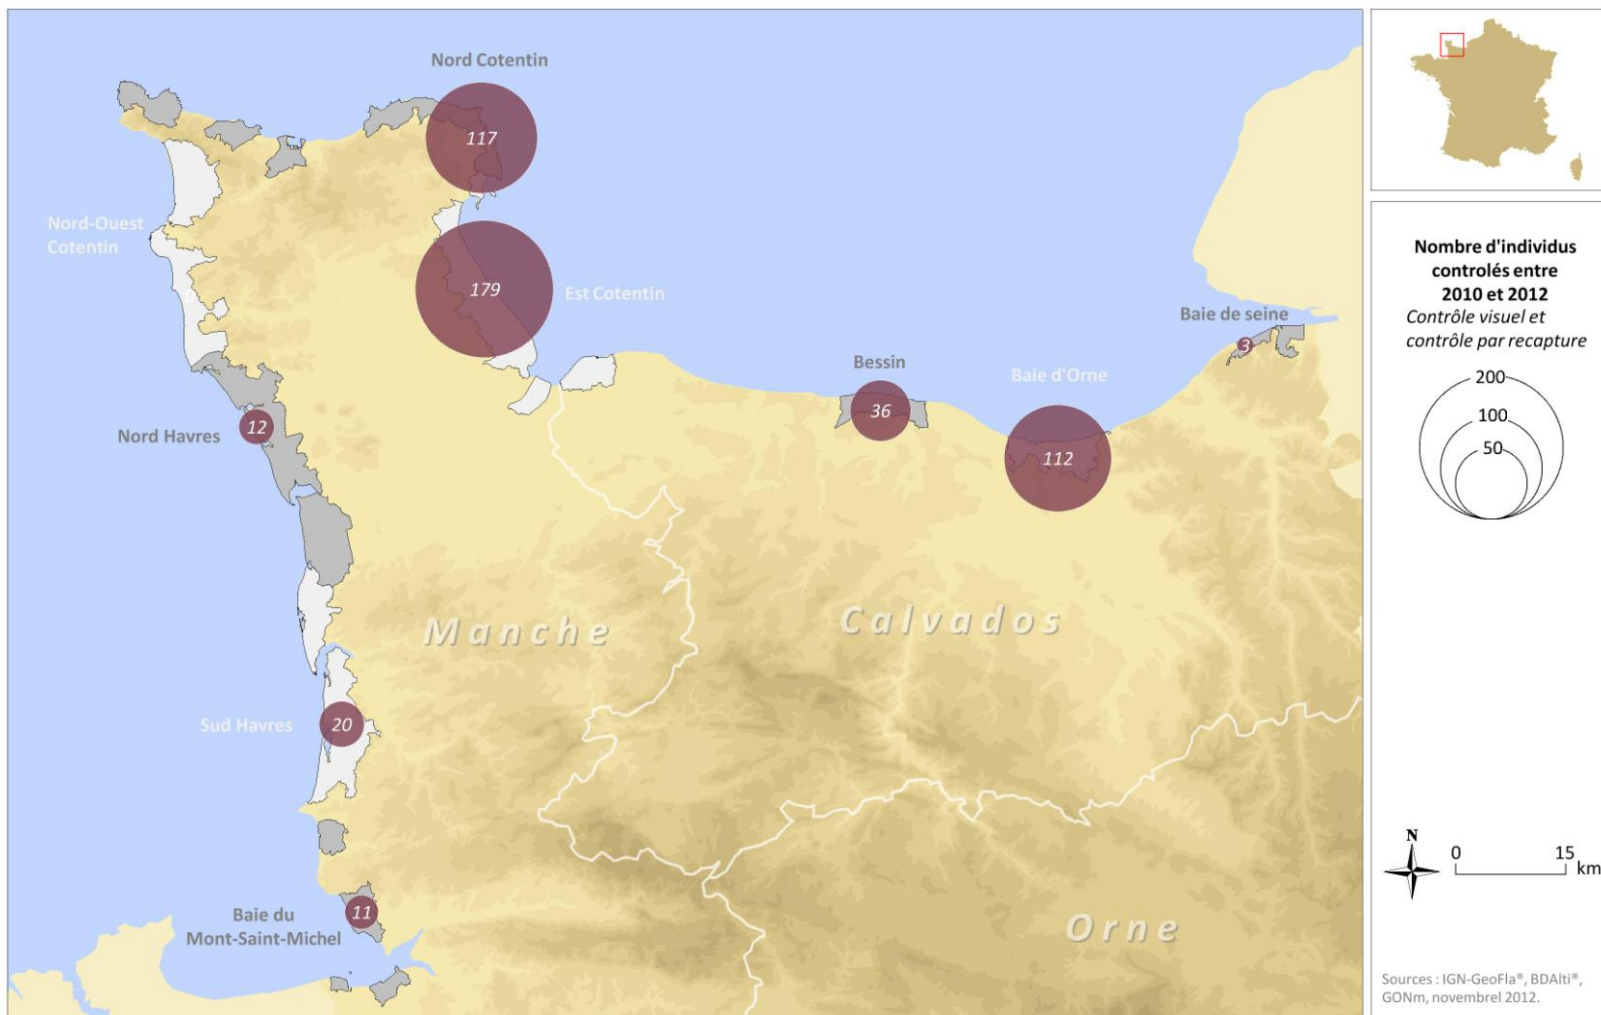 Nord Cotentin
117
Nord-Ouest
Cotentin
0
179
Est Cotentin
Baie de seine
3
Bessin
36
Baie d'Orne
112
Nord Havres
12
Manche
Calvados
Sud Havres
20
Baie du
Mont-Saint-Michel
11
Orne
Nombre d'individus
controlés entre
2010 et 2012
Contrôle visuel et
contrôle par recapture
200
100
50
N
0
15
km
Sources : IGN-GeoFla®, BDAlti®,
GONm, novembrel 2012.